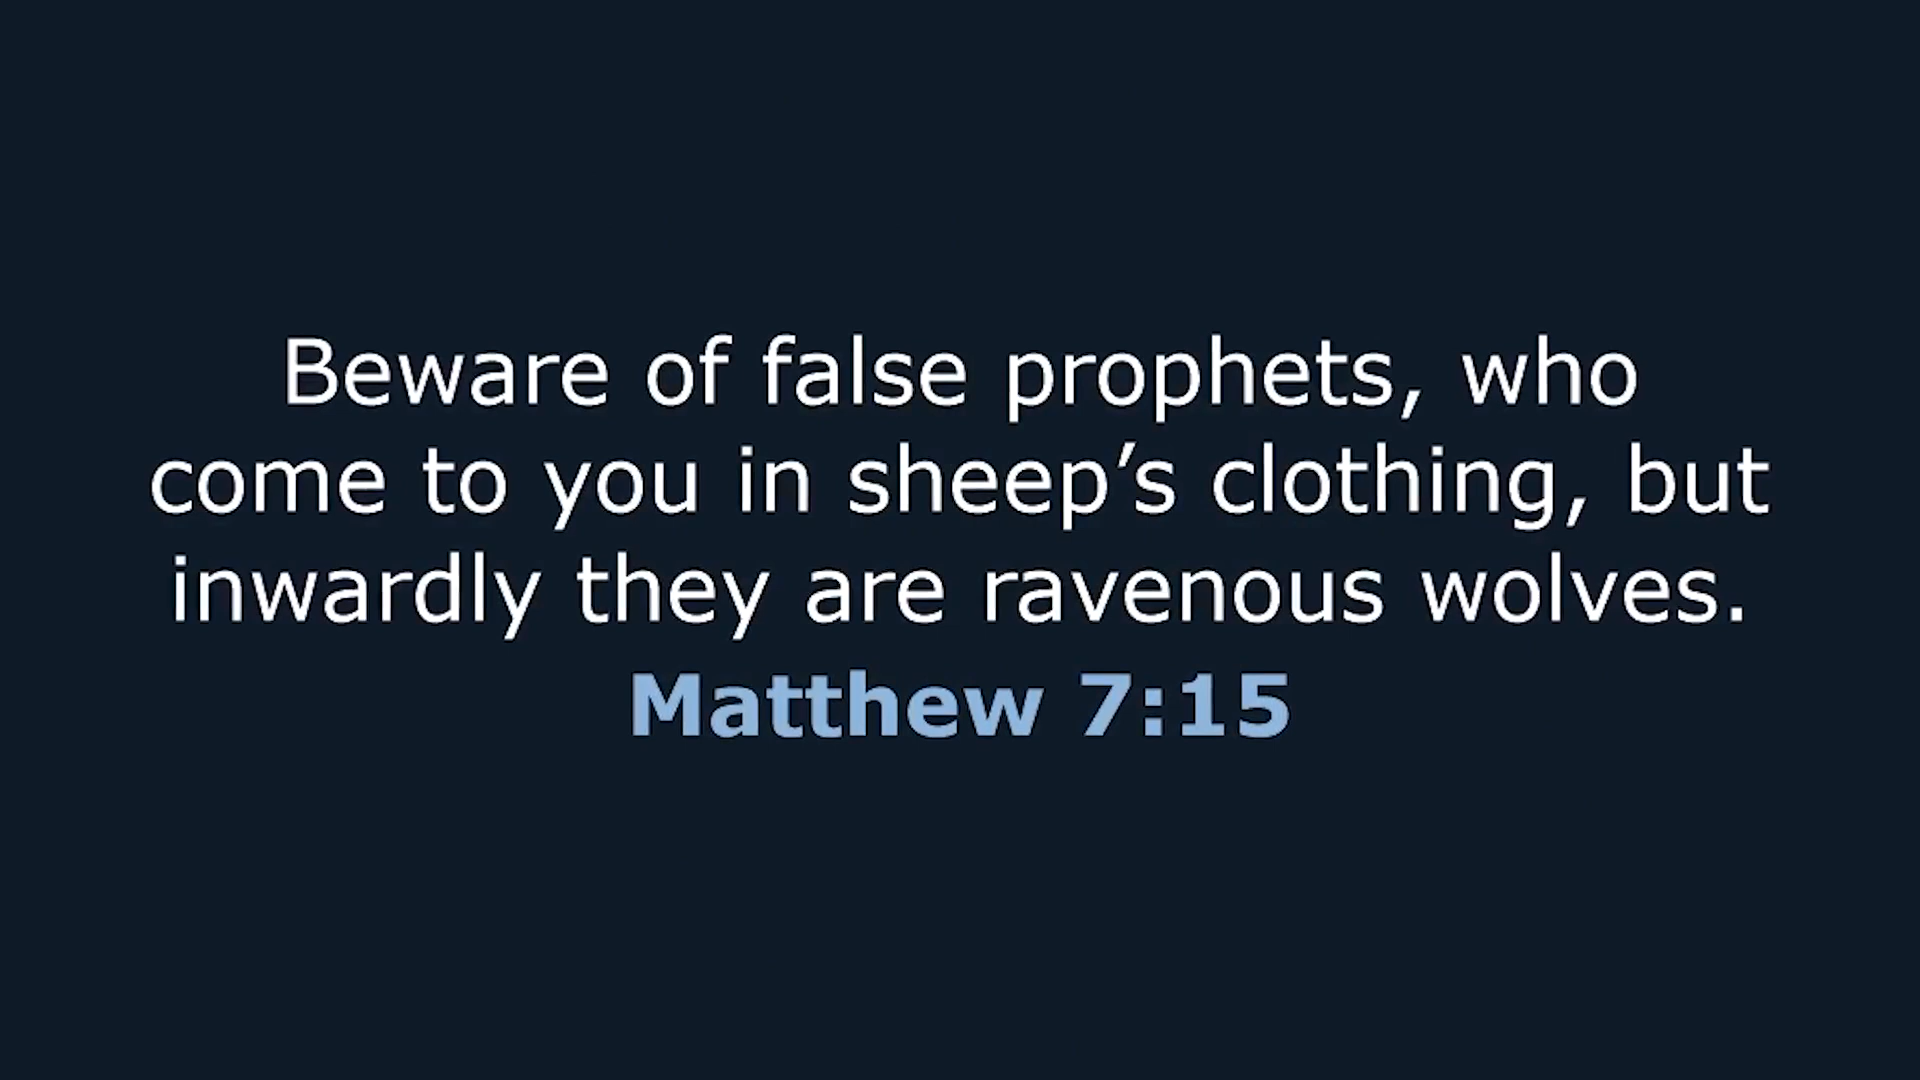 Beware of false prophets, who
come to you in sheep’s clothing, but
inwardly they are ravenous wolves.
Matthew 7:15